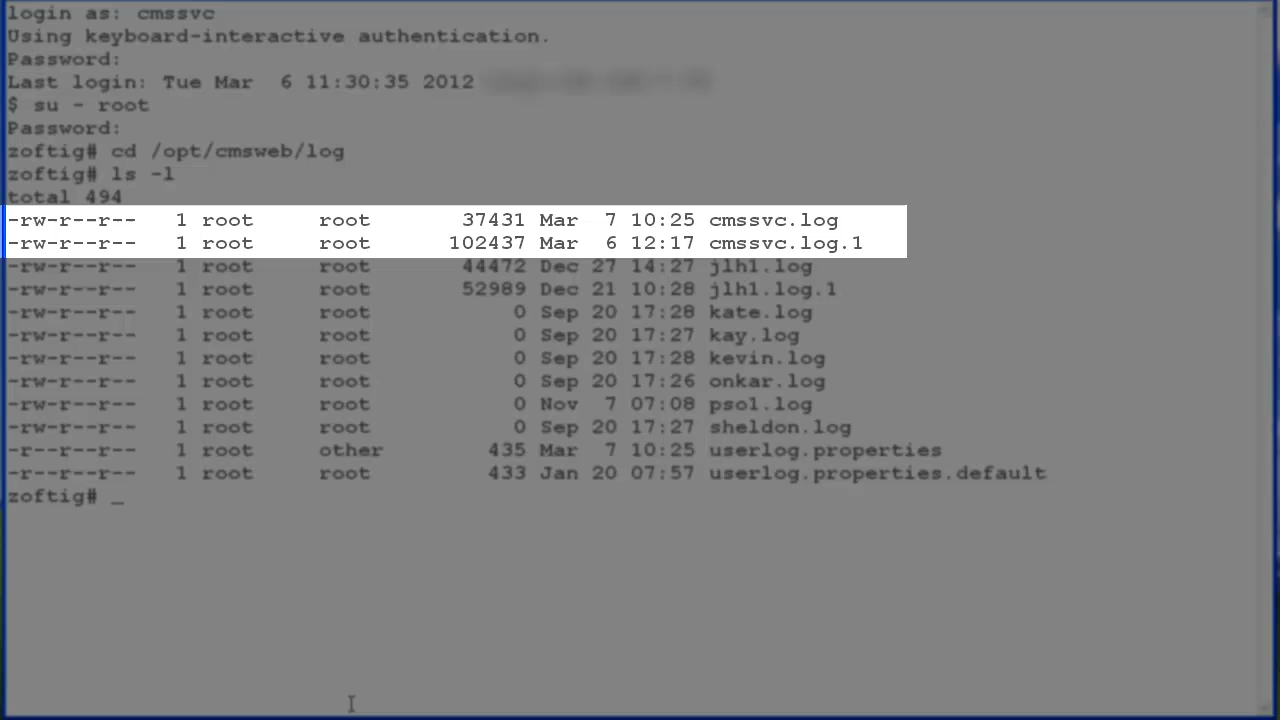 login as: cmssvc
Using keyboard-interactive authentication.
Password:
Last login: Tue Mar  6 11:30:35 2012
$ su - root
Password:
zoftig# cd /opt/cmsweb/log
zoftig# ls -l
total 494
-rw-r--r--   1 root     root       37431 Mar  7 10:25 cmssvc.log
-rw-r--r--   1 root     root      102437 Mar  6 12:17 cmssvc.log.1
-rw-r--r--   1 root     root       44472 Dec 27 14:27 jlh1.log
-rw-r--r--   1 root     root       52989 Dec 21 10:28 jlh1.log.1
-rw-r--r--   1 root     root           0 Sep 20 17:28 kate.log
-rw-r--r--   1 root     root           0 Sep 20 17:27 kay.log
-rw-r--r--   1 root     root           0 Sep 20 17:28 kevin.log
-rw-r--r--   1 root     root           0 Sep 20 17:26 onkar.log
-rw-r--r--   1 root     root           0 Nov  7 07:08 pso1.log
-rw-r--r--   1 root     root           0 Sep 20 17:27 sheldon.log
-r--r--r--   1 root     other        435 Mar  7 10:25 userlog.properties
-r--r--r--   1 root     root         433 Jan 20 07:57 userlog.properties.default
zoftig# _